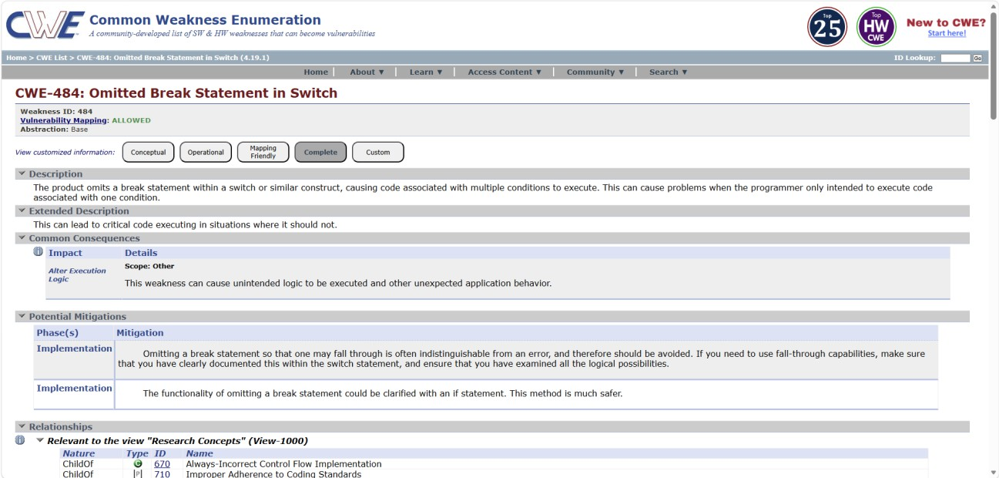 CWE Common Weakness Enumeration
A community-developed list of SW & HW weaknesses that can become vulnerabilities
Top 25
Top HW CWE
New to CWE?
Start here!
Home > CWE List > CWE-484: Omitted Break Statement in Switch (4.19.1)
ID Lookup: Go
Home | About ▼ | Learn ▼ | Access Content ▼ | Community ▼ | Search ▼
CWE-484: Omitted Break Statement in Switch
Weakness ID: 484
Vulnerability Mapping: ALLOWED
Abstraction: Base
View customized information: Conceptual Operational Mapping Friendly Complete Custom
Description
The product omits a break statement within a switch or similar construct, causing code associated with multiple conditions to execute. This can cause problems when the programmer only intended to execute code
associated with one condition.
Extended Description
This can lead to critical code executing in situations where it should not.
Common Consequences
Impact Details
Alter Execution Logic
Scope: Other
This weakness can cause unintended logic to be executed and other unexpected application behavior.
Potential Mitigations
Phase(s) Mitigation
Implementation
Omitting a break statement so that one may fall through is often indistinguishable from an error, and therefore should be avoided. If you need to use fall-through capabilities, make sure
that you have clearly documented this within the switch statement, and ensure that you have examined all the logical possibilities.
Implementation
The functionality of omitting a break statement could be clarified with an if statement. This method is much safer.
Relationships
Relevant to the view "Research Concepts" (View-1000)
Nature Type ID Name
ChildOf C 670 Always-Incorrect Control Flow Implementation
ChildOf P 710 Improper Adherence to Coding Standards